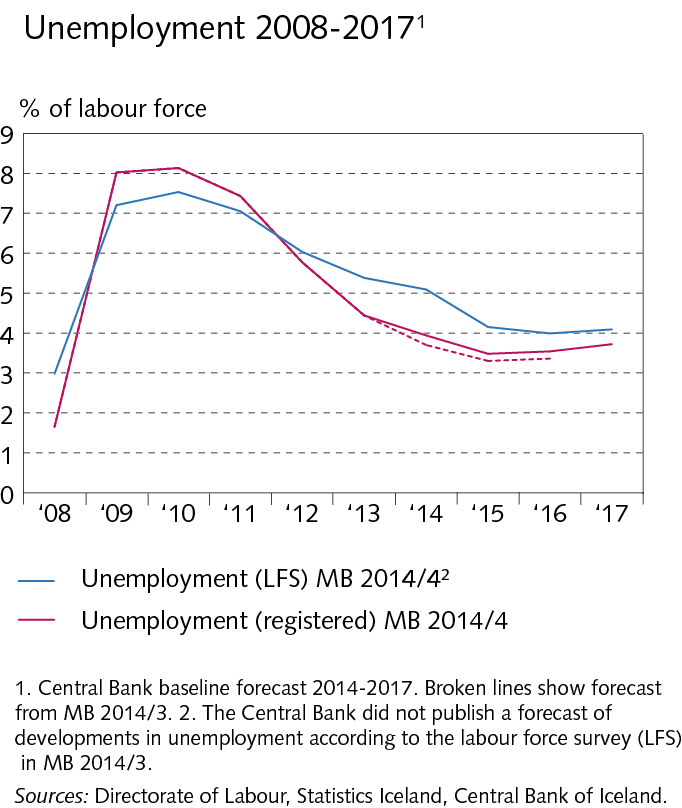 Unemployment 2008-2017¹
% of labour force
9
8
7
6
5
4
3
2
1
0
‘08 ‘09 ‘10 ‘11 ‘12 ‘13 ‘14 ‘15 ‘16 ‘17
Unemployment (LFS) MB 2014/4²
Unemployment (registered) MB 2014/4
1. Central Bank baseline forecast 2014-2017. Broken lines show forecast
from MB 2014/3. 2. The Central Bank did not publish a forecast of
developments in unemployment according to the labour force survey (LFS)
in MB 2014/3.
Sources: Directorate of Labour, Statistics Iceland, Central Bank of Iceland.